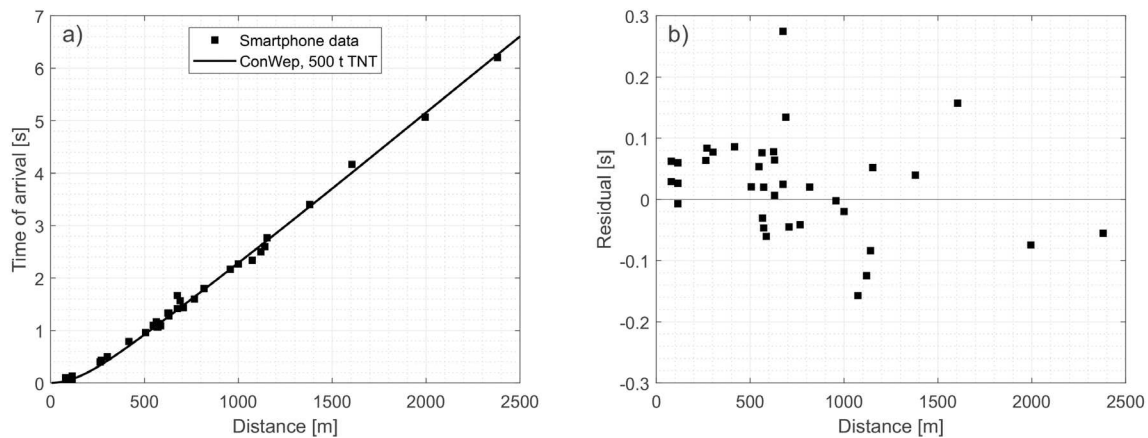 a)
Smartphone data
ConWep, 500 t TNT
7
6
5
4
3
2
1
0
Time of arrival [s]
0 500 1000 1500 2000 2500
Distance [m]
b)
0.3
0.2
0.1
0
-0.1
-0.2
-0.3
Residual [s]
0 500 1000 1500 2000 2500
Distance [m]